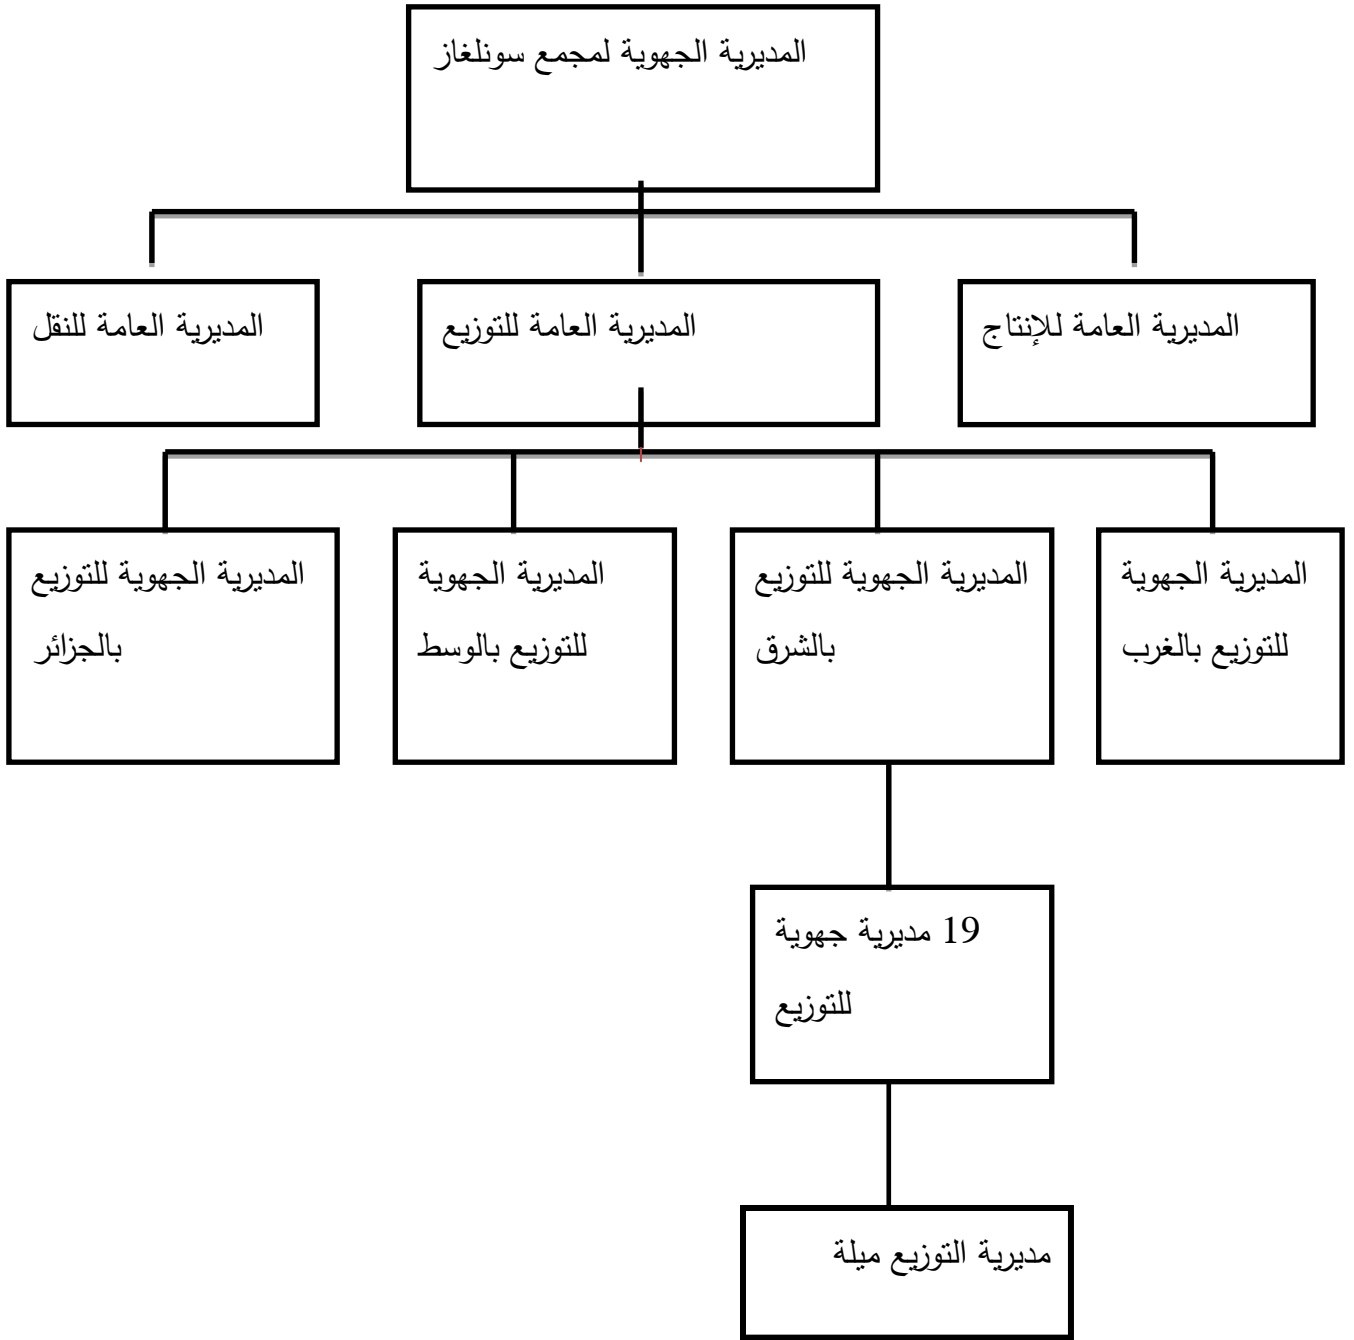 المديرية الجهوية لمجمع سونلغاز
المديرية العامة للإنتاج
المديرية العامة للتوزيع
المديرية العامة للنقل
المديرية الجهوية
للتوزيع بالغرب
المديرية الجهوية للتوزيع
بالشرق
المديرية الجهوية
للتوزيع بالوسط
المديرية الجهوية للتوزيع
بالجزائر
19 مديرية جهوية
للتوزيع
مديرية التوزيع ميلة